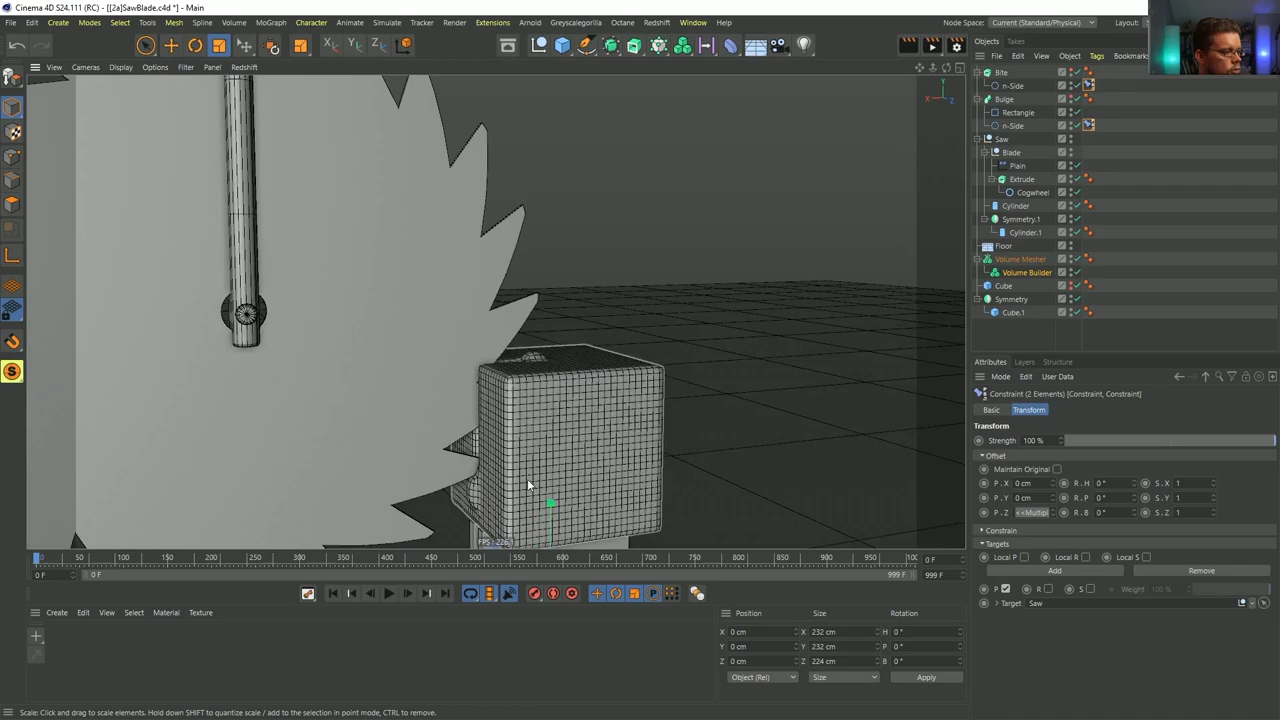 Cinema 4D S24.111 (RC) - [[2a]SawBlade.c4d *] - Main
File Edit Create Modes Select Tools Mesh Spline Volume MoGraph Character Animate Simulate Tracker Render Extensions Arnold Greyscalegorilla Octane Redshift Window Help
Node Space: Current (Standard/Physical) Layout:
Objects Takes
View Cameras Display Options Filter Panel Redshift
File Edit View Object Tags Bookmarks
Bite
n-Side
Bulge
Rectangle
n-Side
Saw
Blade
Plain
Extrude
Cogwheel
Cylinder
Symmetry.1
Cylinder.1
Floor
Volume Mesher
Volume Builder
Cube
Symmetry
Cube.1
Attributes Layers Structure
Mode Edit User Data
Constraint (2 Elements) [Constraint, Constraint]
Basic Transform
Transform
Strength 100 %
Offset
Maintain Original
P . X 0 cm R . H 0 ° S . X 1
P . Y 0 cm R . P 0 ° S . Y 1
P . Z <<Multipl R . B 0 ° S . Z 1
Constrain
Targets
Local P Local R Local S
Add Remove
P R S Weight 100 %
Target Saw
0 50 100 150 200 250 300 350 400 450 500 550 600 650 700 750 800 850 900 950 100 0 F
0 F 0 F 999 F 999 F
Create Edit View Select Material Texture
Position Size Rotation
X 0 cm X 232 cm H 0 °
Y 0 cm Y 232 cm P 0 °
Z 0 cm Z 224 cm B 0 °
Object (Rel) Size Apply
Scale: Click and drag to scale elements. Hold down SHIFT to quantize scale / add to the selection in point mode, CTRL to remove.